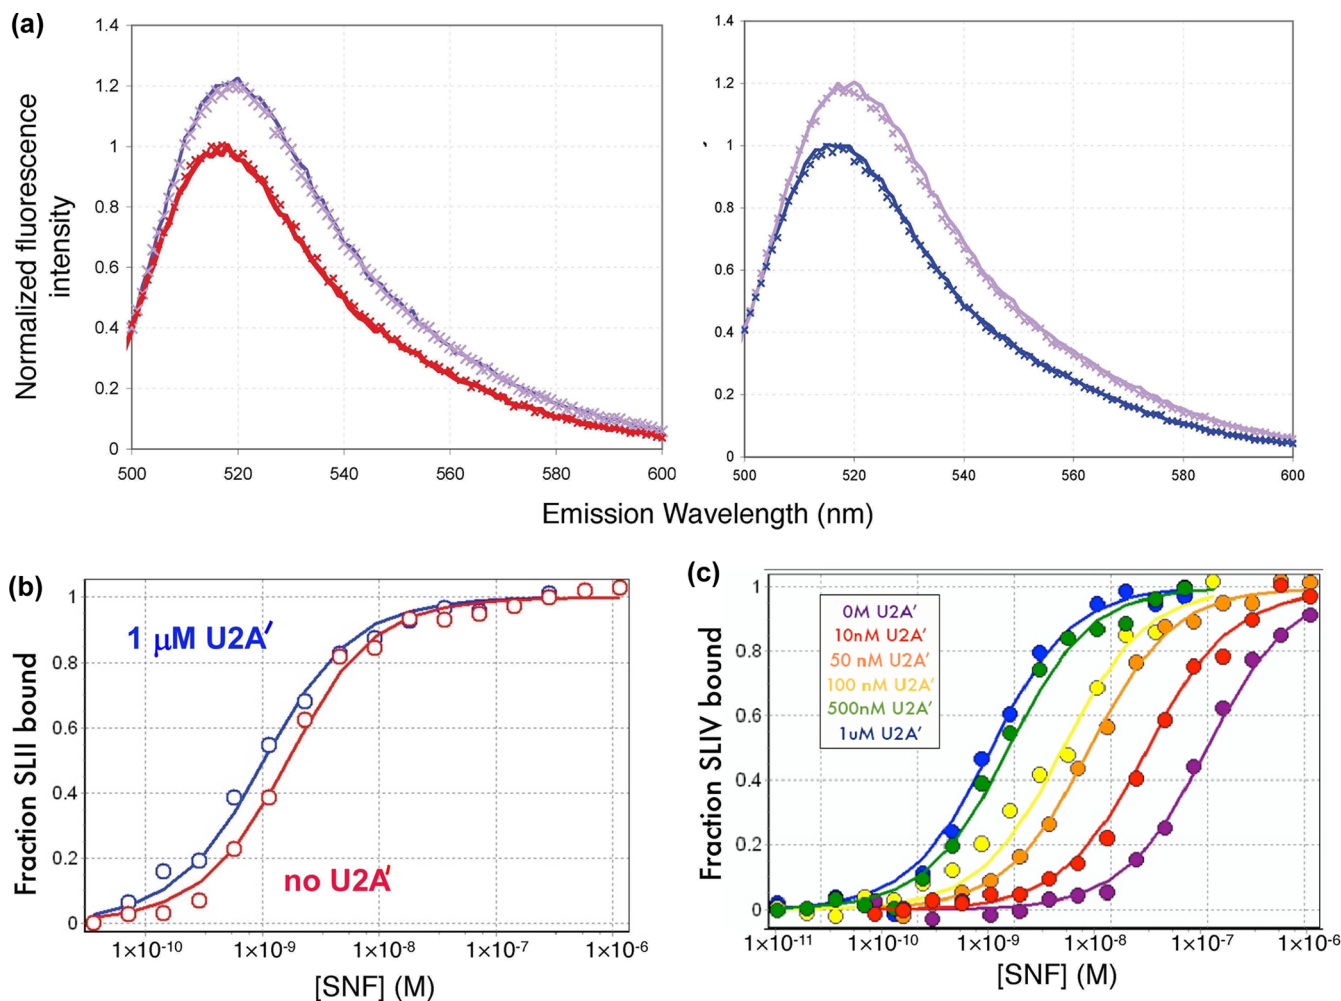 (a)
Normalized fluorescence
intensity
1.4
1.2
1
0.8
0.6
0.4
0.2
0
500
520
540
560
580
600
1.4
1.2
1
0.8
0.6
0.4
0.2
0
500
520
540
560
580
600
Emission Wavelength (nm)
(b)
Fraction SLII bound
1
0.8
0.6
0.4
0.2
0
1 μM U2A′
no U2A′
1×10-10
1×10-9
1×10-8
1×10-7
1×10-6
[SNF] (M)
(c)
Fraction SLIV bound
1
0.8
0.6
0.4
0.2
0
0M U2A'
10nM U2A'
50 nM U2A'
100 nM U2A'
500nM U2A'
1uM U2A'
1×10-11
1×10-10
1×10-9
1×10-8
1×10-7
1×10-6
[SNF] (M)